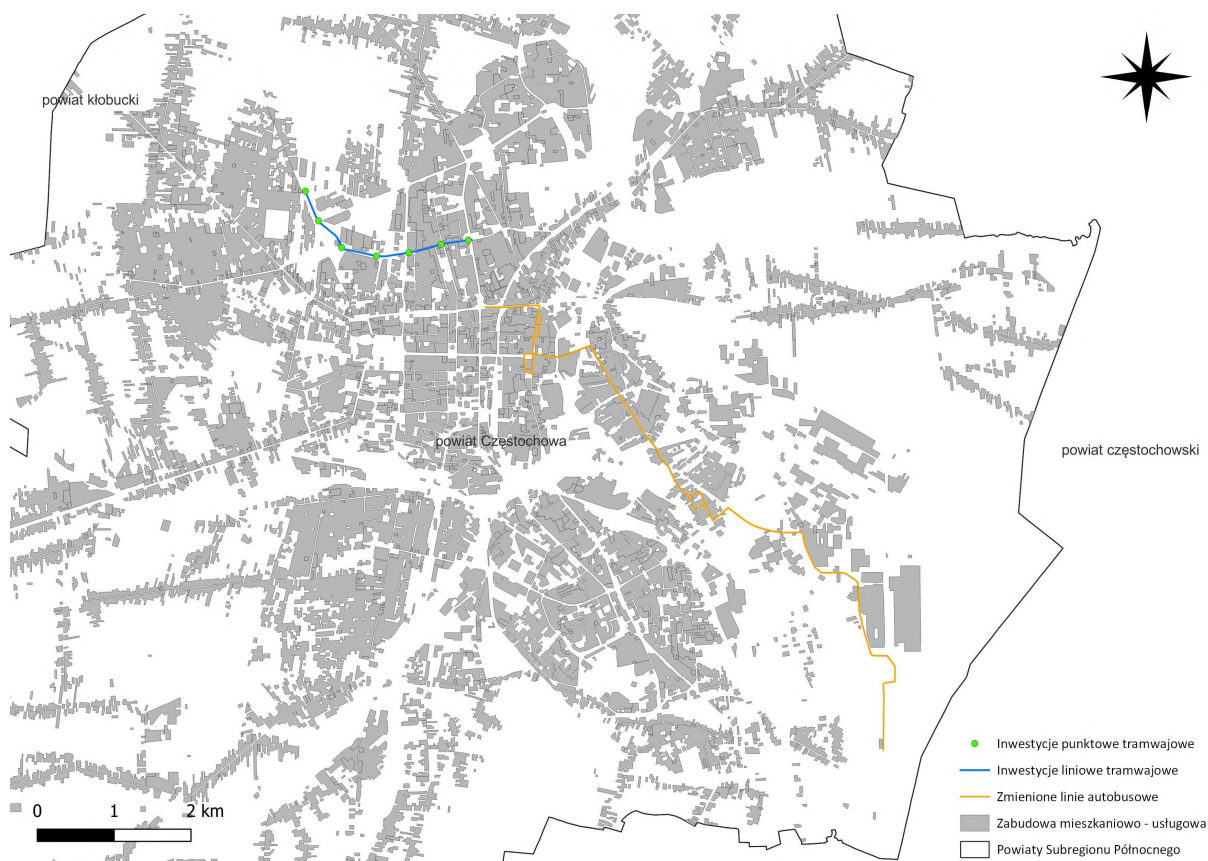 powiat kłobucki
powiat Częstochowa
powiat częstochowski
Inwestycje punktowe tramwajowe
Inwestycje liniowe tramwajowe
Zmienione linie autobusowe
Zabudowa mieszkaniowo - usługowa
Powiaty Subregionu Północnego
0 1 2 km